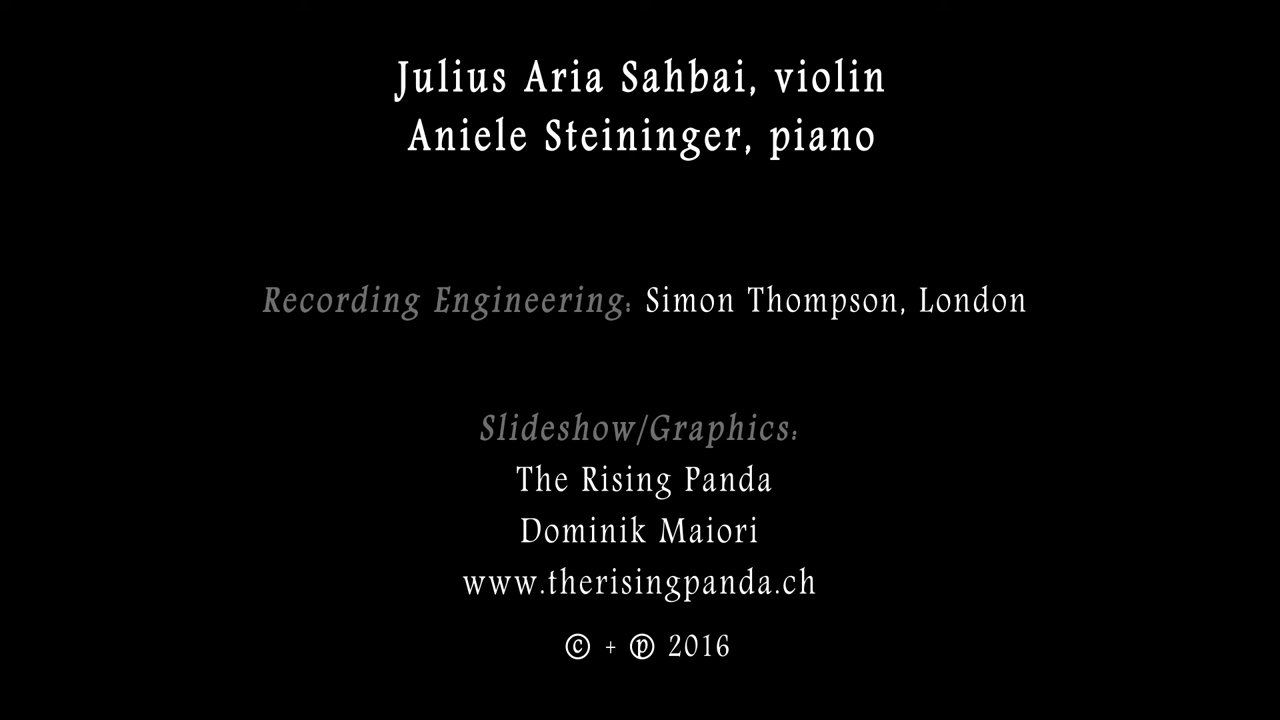 Julius Aria Sahbai, violin
Aniele Steininger, piano
Recording Engineering: Simon Thompson, London
Slideshow/Graphics:
The Rising Panda
Dominik Maiori
www.therisingpanda.ch
© + ℗ 2016